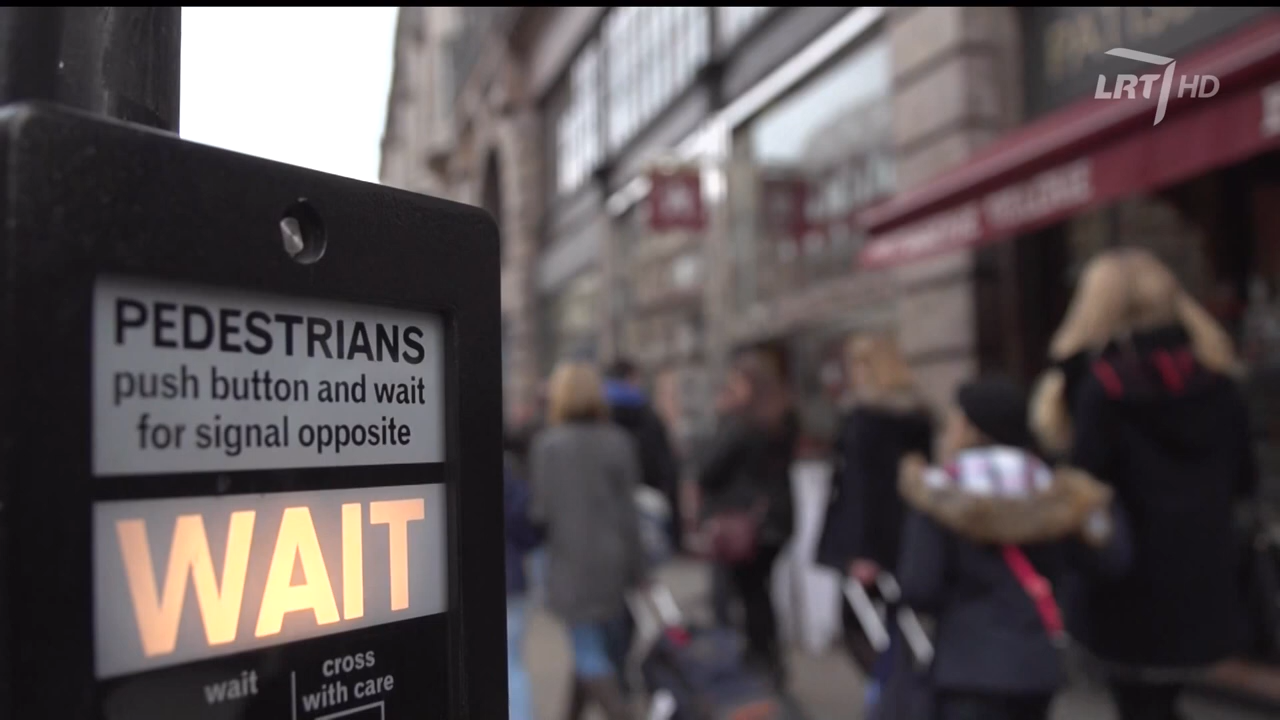 LRT HD
PEDESTRIANS
push button and wait
for signal opposite
WAIT
wait
cross
with care